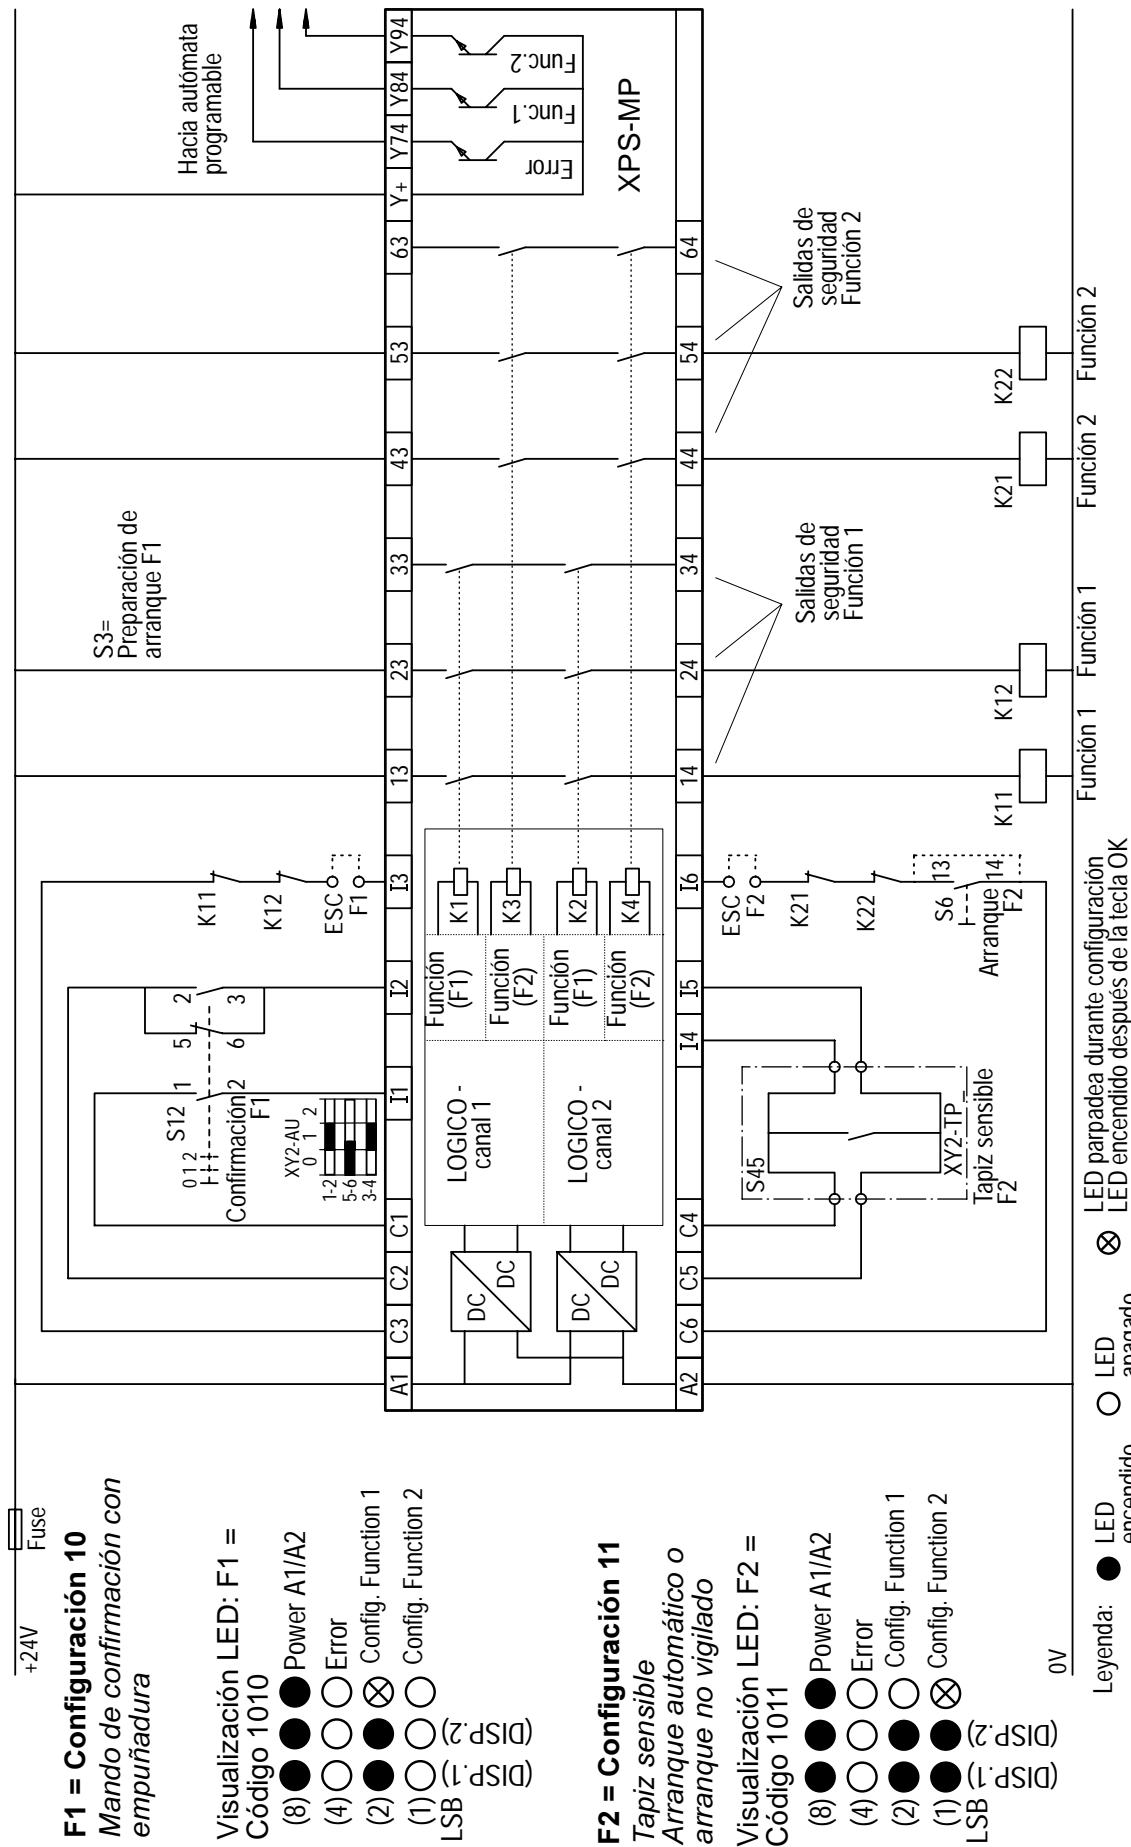 +24V
Fuse
F1 = Configuración 10
Mando de confirmación con
empuñadura
Visualización LED: F1 =
Código 1010
(8) Power A1/A2
(4) Error
(2) Config. Function 1
(1) Config. Function 2
LSB
(DISP.1)
(DISP.2)
F2 = Configuración 11
Tapiz sensible
Arranque automático o
arranque no vigilado
Visualización LED: F2 =
Código 1011
(8) Power A1/A2
(4) Error
(2) Config. Function 1
(1) Config. Function 2
LSB
(DISP.1)
(DISP.2)
0V
S12
0 1 2
1
2
Confirmación
F1
5
6
2
3
XY2-AU
0 1 2
1-2
5-6
3-4
K11
K12
ESC
F1
S3=
Preparación de
arranque F1
Hacia autómata
programable
A1
C3
C2
C1
I1
I2
I3
13
23
33
43
53
63
Y+
Y74
Y84
Y94
DC
DC
DC
DC
LOGICO -
canal 1
LOGICO -
canal 2
Función
(F1)
Función
(F2)
Función
(F1)
Función
(F2)
K1
K3
K2
K4
Error
Func.1
Func.2
XPS-MP
A2
C6
C5
C4
I4
I5
I6
14
24
34
44
54
64
S45
XY2-TP_
Tapiz sensible
F2
ESC
F2
K21
K22
S6
13
14
Arranque
F2
Salidas de
seguridad
Función 1
Salidas de
seguridad
Función 2
K11
K12
K21
K22
Función 1
Función 1
Función 2
Función 2
Leyenda:
LED
encendido
LED
apagado
LED parpadea durante configuración
LED encendido después de la tecla OK